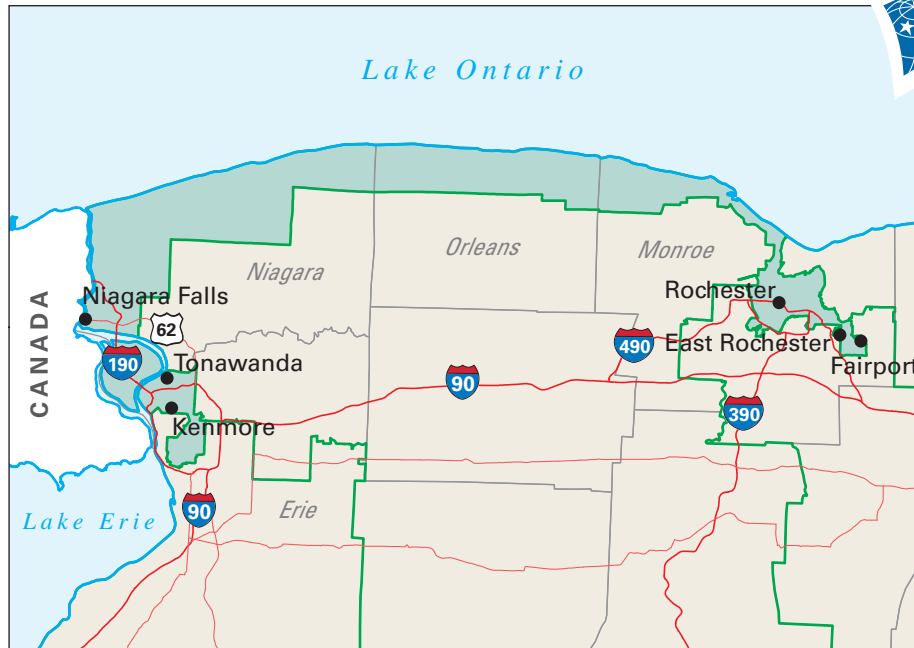 Lake Ontario
Orleans
Monroe
Niagara
CANADA
Niagara Falls
Rochester
62
490
East Rochester
190
Tonawanda
Fairport
90
390
Kenmore
90
Erie
Lake Erie